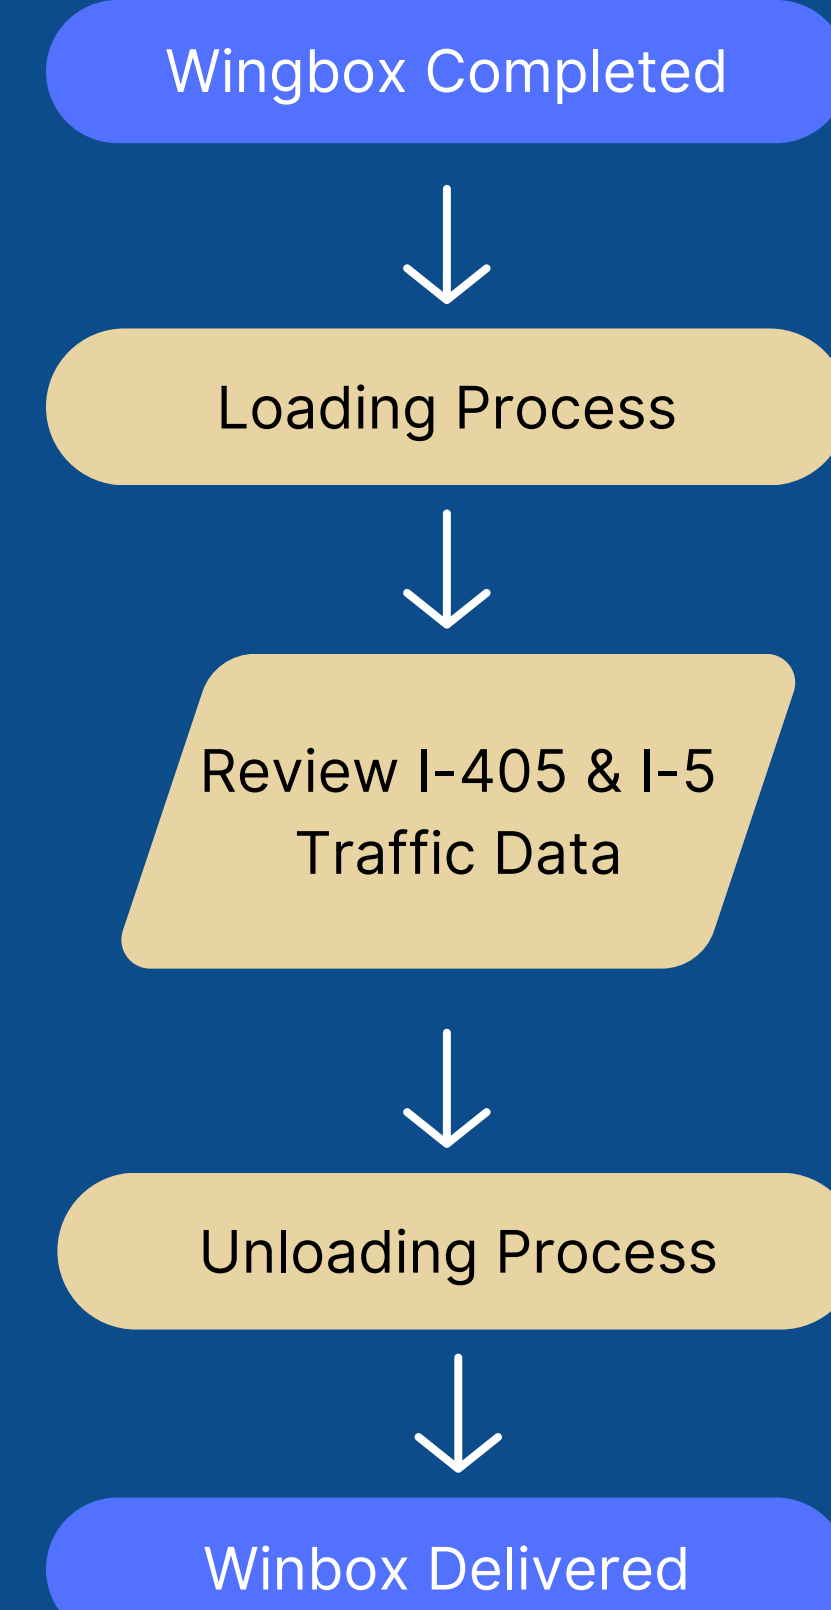 Wingbox Completed
Loading Process
Review I-405 & I-5
Traffic Data
Unloading Process
Winbox Delivered